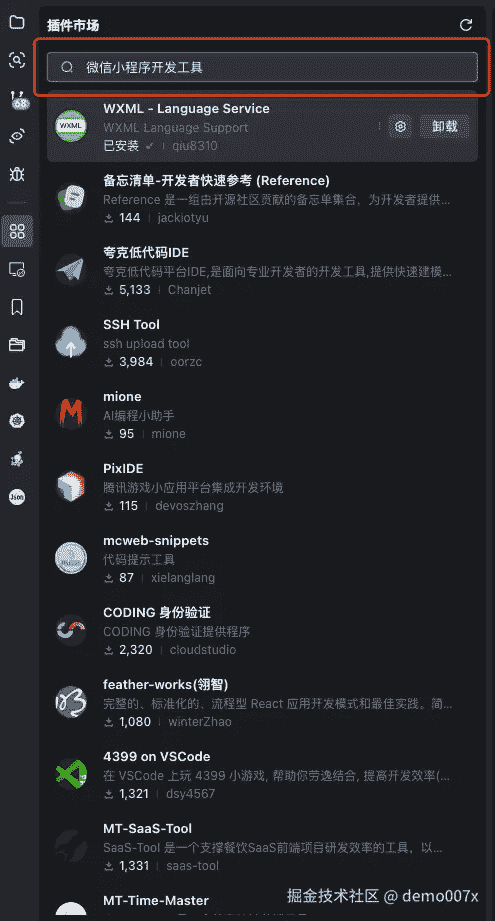 插件市场
微信小程序开发工具
68
WXML
WXML - Language Service
WXML Language Support
已安装 ✓ | qiu8310
卸载
备忘清单-开发者快速参考 (Reference)
Reference 是一组由开源社区贡献的备忘单集合，为开发者提供...
144 | jackiotyu
夸克低代码IDE
夸克低代码平台IDE,是面向专业开发者的开发工具,提供快速建模...
5,133 | Chanjet
SSH Tool
ssh upload tool
3,984 | oorzc
mione
AI编程小助手
95 | mione
PixIDE
腾讯游戏小应用平台集成开发环境
115 | devoszhang
mcweb-snippets
代码提示工具
87 | xielanglang
Json
CODING 身份验证
CODING 身份验证提供程序
2,320 | cloudstudio
feather-works(翎智)
完整的、标准化的、流程型 React 应用开发模式和最佳实践。简...
1,080 | winterZhao
4399 on VSCode
在 VSCode 上玩 4399 小游戏, 帮助你劳逸结合, 提高开发效率(...
1,321 | dsy4567
MT-SaaS-Tool
SaaS-Tool 是一个支撑餐饮SaaS前端项目研发效率的工具，以...
1,331 | saas-tool
MT-Time-Master
掘金技术社区 @ demo007x